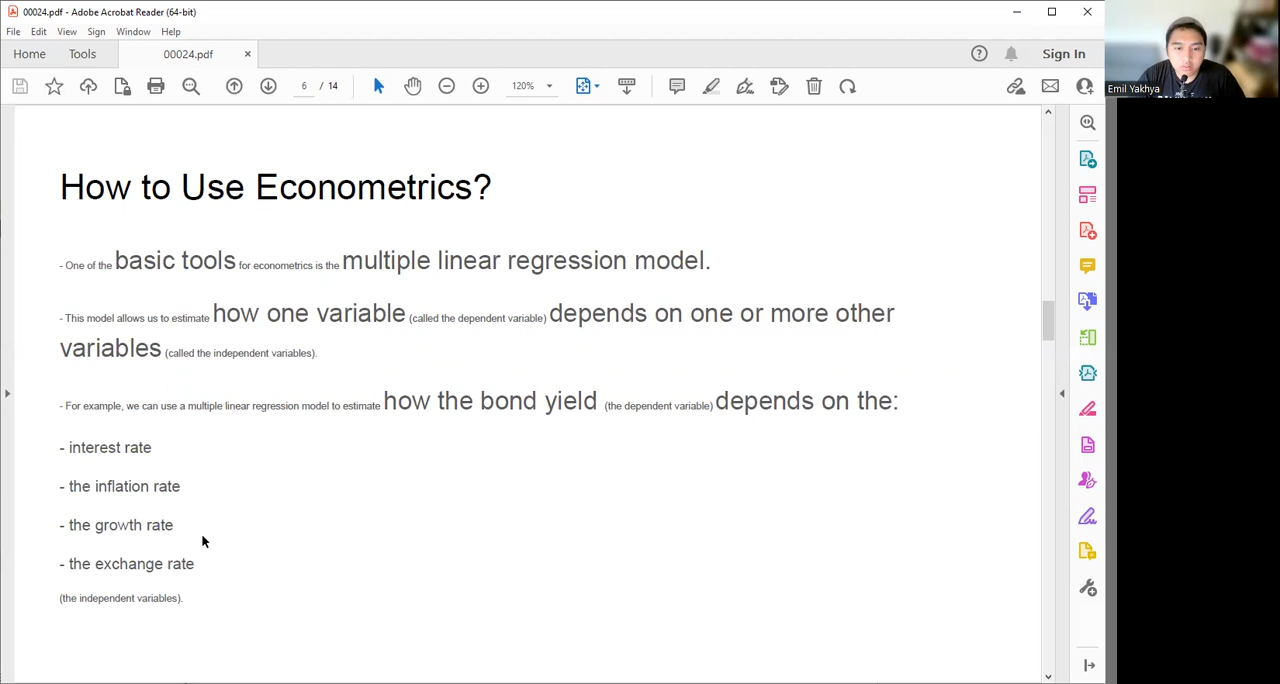 00024.pdf - Adobe Acrobat Reader (64-bit)
File Edit View Sign Window Help
Home Tools 00024.pdf × Sign In
6 / 14 120%
Emil Yakhya
How to Use Econometrics?
- One of the basic tools for econometrics is the multiple linear regression model.
- This model allows us to estimate how one variable (called the dependent variable) depends on one or more other
variables (called the independent variables).
- For example, we can use a multiple linear regression model to estimate how the bond yield (the dependent variable) depends on the:
- interest rate
- the inflation rate
- the growth rate
- the exchange rate
(the independent variables).